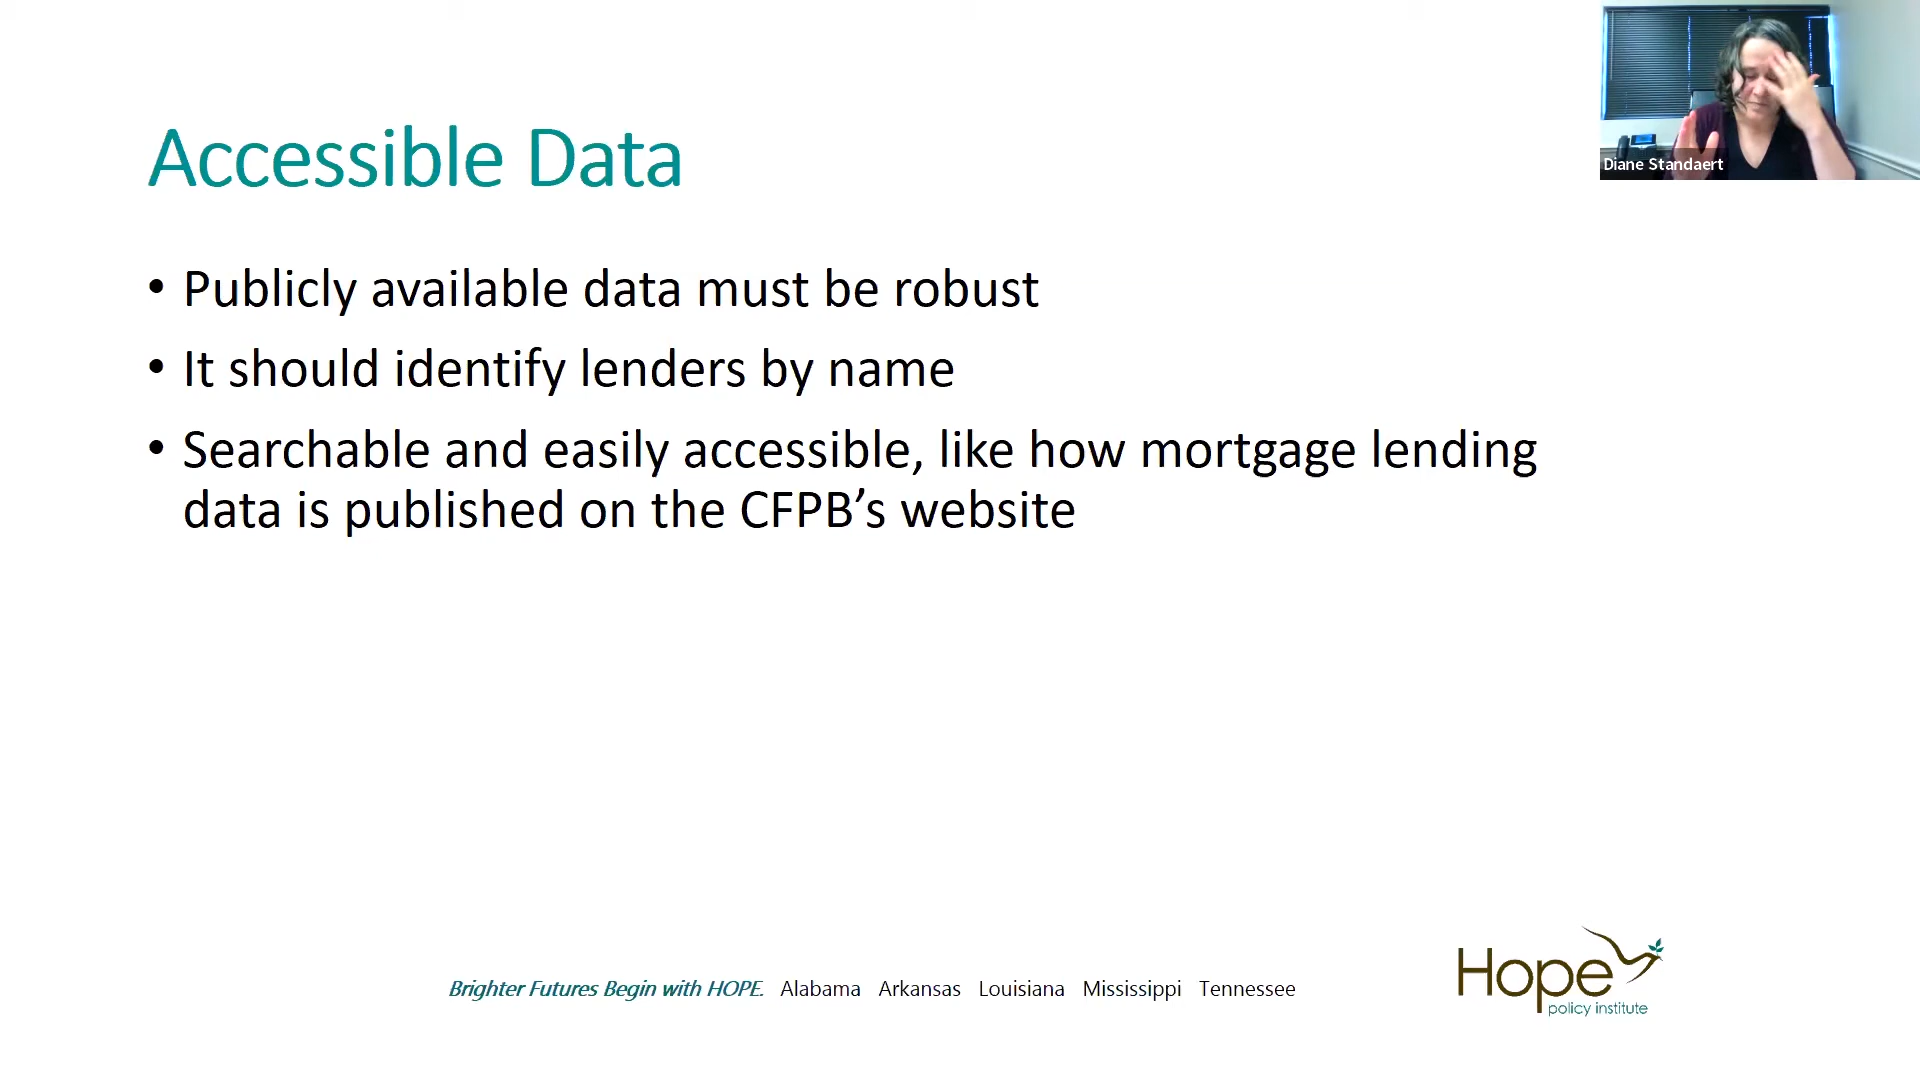 Accessible Data
• Publicly available data must be robust
• It should identify lenders by name
• Searchable and easily accessible, like how mortgage lending
data is published on the CFPB’s website
Diane Standaert
Brighter Futures Begin with HOPE. Alabama Arkansas Louisiana Mississippi Tennessee
Hope
policy institute